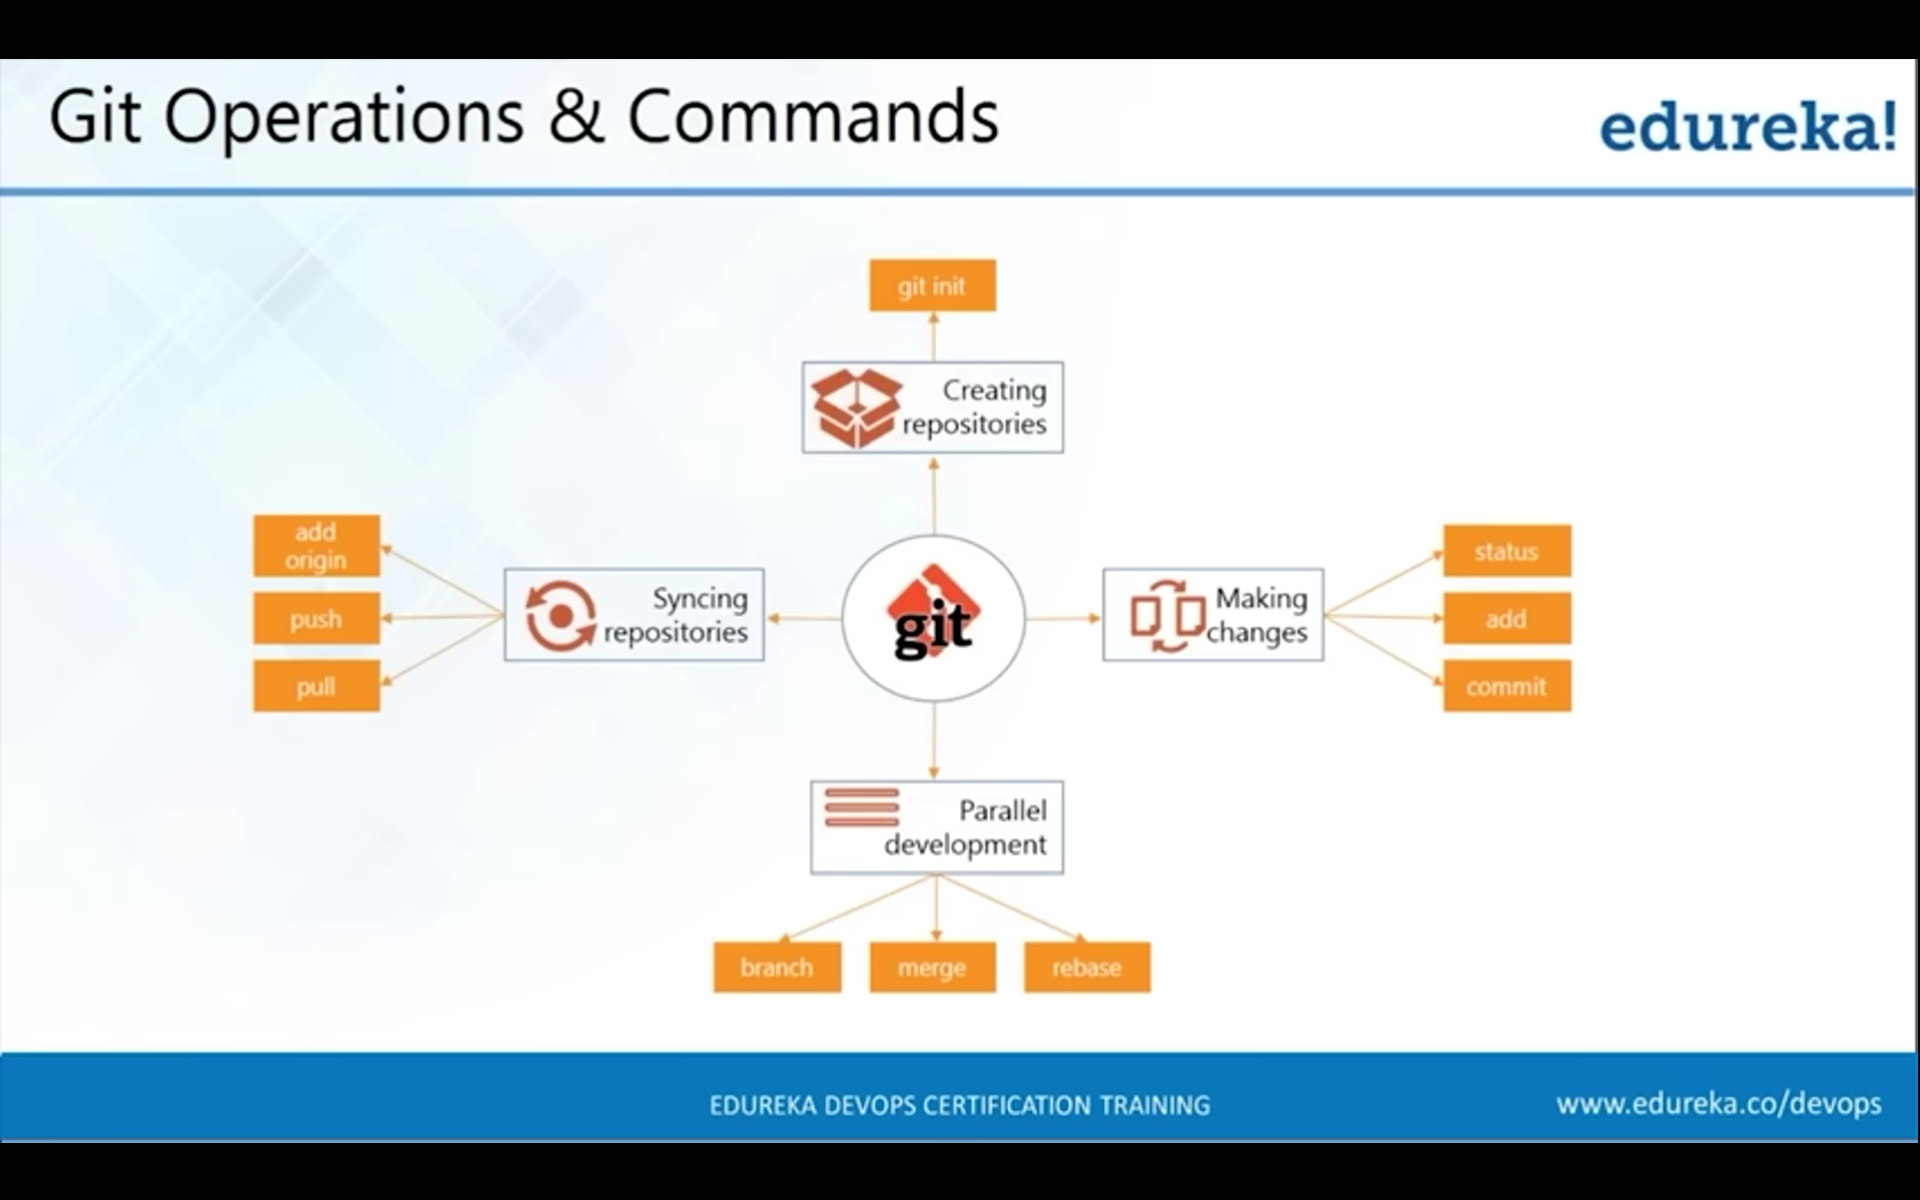 Git Operations & Commands
edureka!
git init
Creating
repositories
add
origin
push
pull
Syncing
repositories
git
Making
changes
status
add
commit
Parallel
development
branch
merge
rebase
EDUREKA DEVOPS CERTIFICATION TRAINING
www.edureka.co/devops